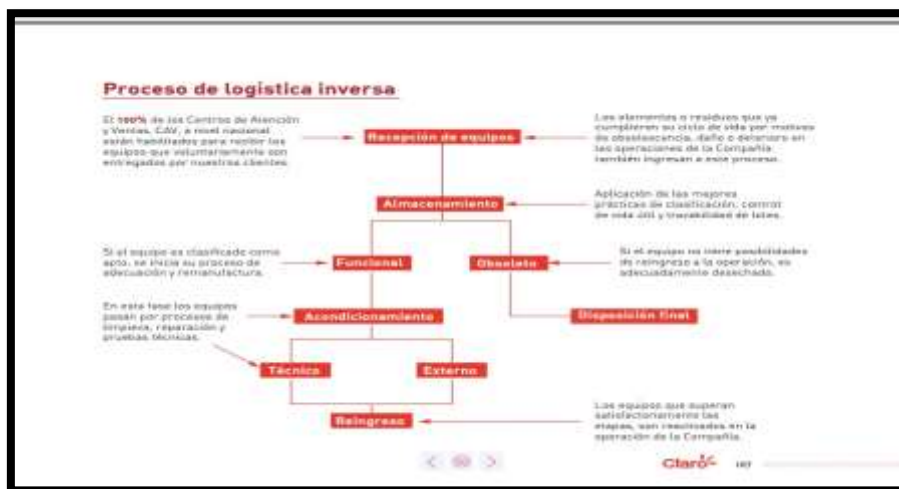 Proceso de logística inversa
El 100% de los Centros de Atención
y Ventas, CAV, a nivel nacional
están habilitados para recibir los
equipos que voluntariamente son
entregados por nuestros clientes.
Recepción de equipos
Los elementos o residuos que ya
cumplieron su ciclo de vida por motivos
de obsolescencia, daño o deterioro en
las operaciones de la Compañía
también ingresan a este proceso.
Almacenamiento
Aplicación de las mejores
prácticas de clasificación, control
de vida útil y trazabilidad de lotes.
Si el equipo es clasificado como
apto, se inicia su proceso de
adecuación y remanufactura.
Funcional
Obsoleto
Si el equipo no tiene posibilidades
de reingreso a la operación, es
adecuadamente desechado.
En esta fase los equipos
pasan por procesos de
limpieza, reparación y
pruebas técnicas.
Acondicionamiento
Disposición final
Técnico
Externo
Reingreso
Los equipos que superan
satisfactoriamente las
etapas, son reactivados en la
operación de la Compañía.
Claro